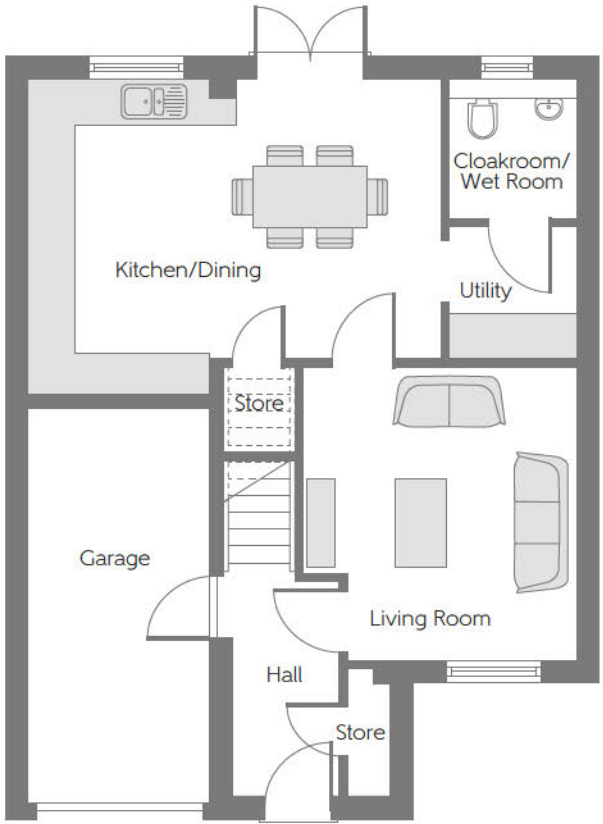 Cloakroom/
Wet Room
Kitchen/Dining
Utility
Store
Garage
Living Room
Hall
Store